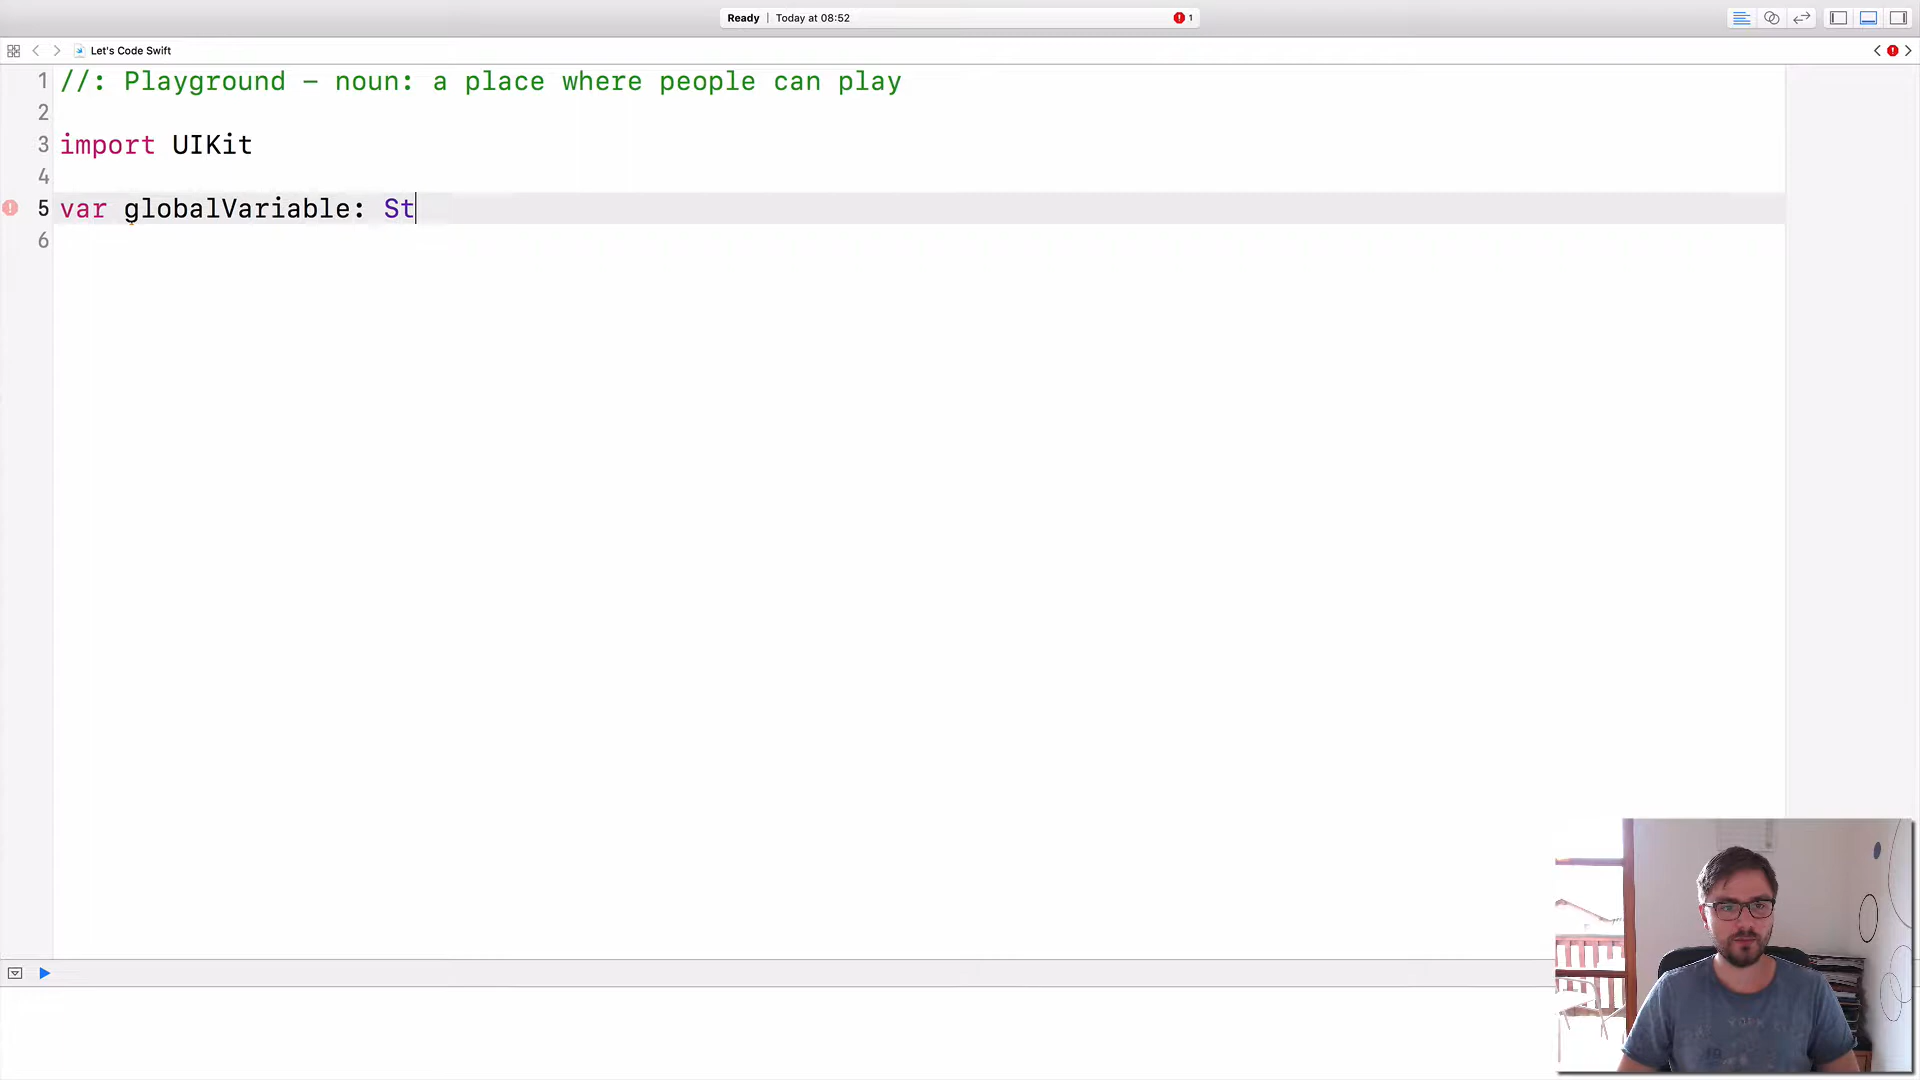 Ready | Today at 08:52
1
Let's Code Swift
1 //: Playground – noun: a place where people can play
2
3 import UIKit
4
5 var globalVariable: St
6